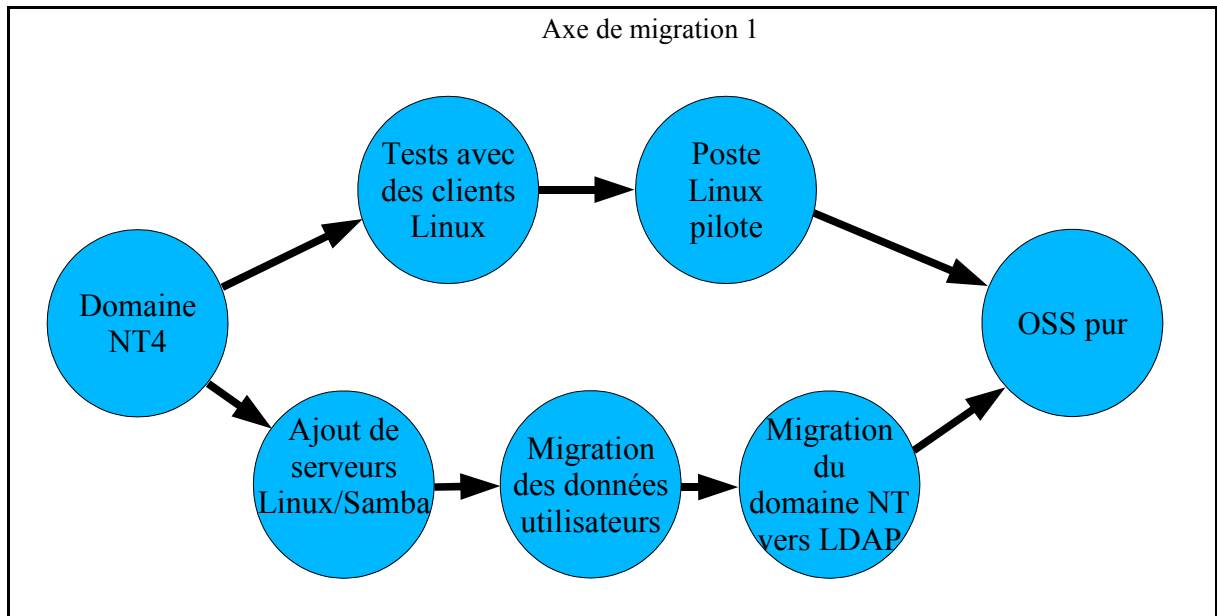 Axe de migration 1
Tests avec
des clients
Linux
Poste
Linux
pilote
Domaine
NT4
OSS pur
Ajout de
serveurs
Linux/Samba
Migration
des données
utilisateurs
Migration
du
domaine NT
vers LDAP